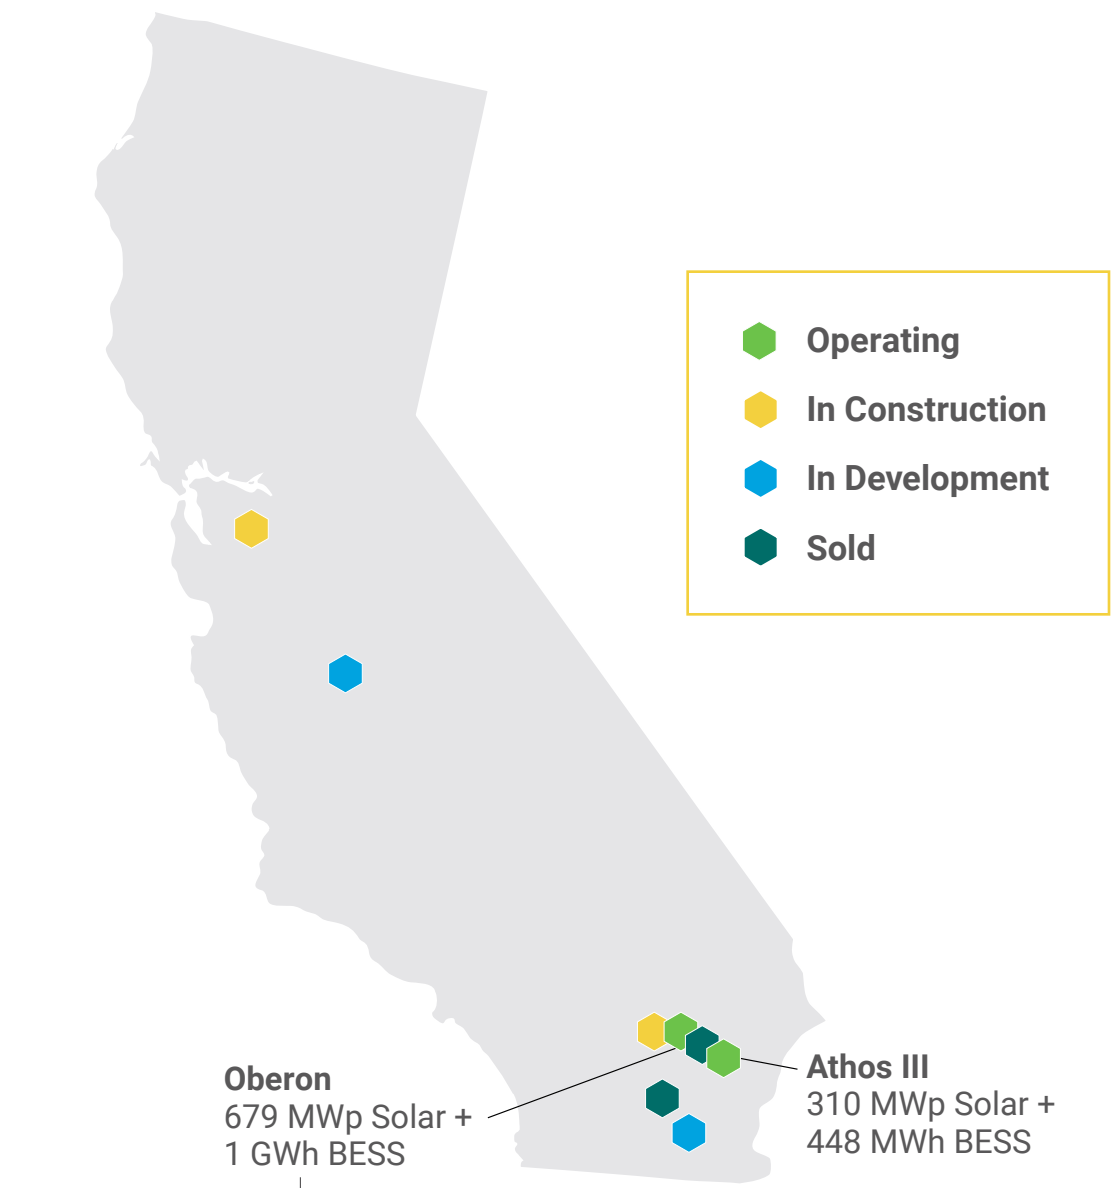 Operating
In Construction
In Development
Sold
Oberon
679 MWp Solar +
1 GWh BESS
Athos III
310 MWp Solar +
448 MWh BESS